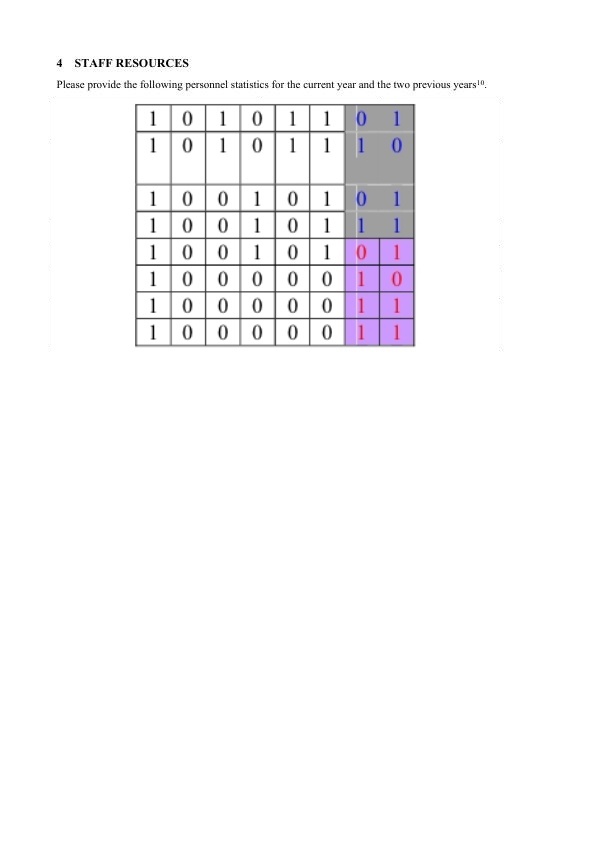 4 STAFF RESOURCES
Please provide the following personnel statistics for the current year and the two previous years¹⁰.
1 0 1 0 1 1 0 1
1 0 1 0 1 1 1 0
1 0 0 1 0 1 0 1
1 0 0 1 0 1 1 1
1 0 0 1 0 1 0 1
1 0 0 0 0 0 1 0
1 0 0 0 0 0 1 1
1 0 0 0 0 0 1 1